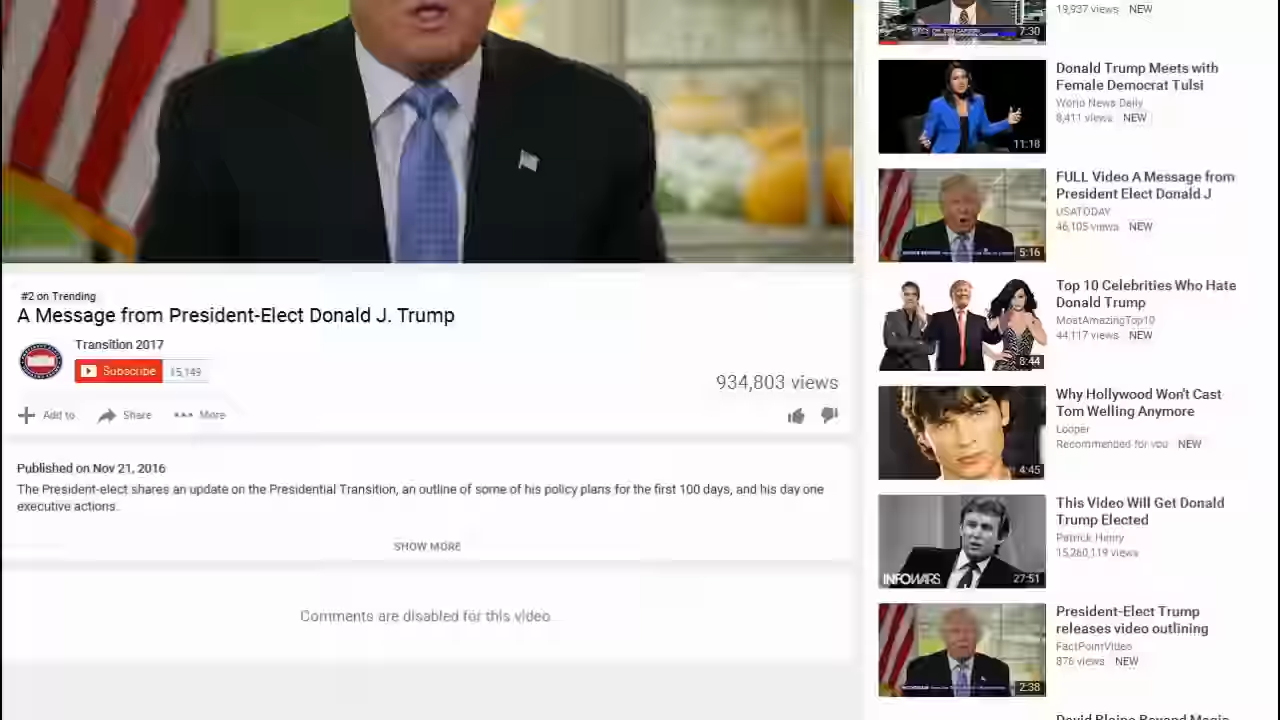 #2 on Trending
A Message from President-Elect Donald J. Trump
Transition 2017
Subscribe
15,149
934,803 views
Add to
Share
More
Published on Nov 21, 2016
The President-elect shares an update on the Presidential Transition, an outline of some of his policy plans for the first 100 days, and his day one
executive actions.
SHOW MORE
Comments are disabled for this video.
19,937 views NEW
7:30
Donald Trump Meets with
Female Democrat Tulsi
World News Daily
8,411 views NEW
11:18
FULL Video A Message from
President Elect Donald J
USATODAY
46,105 views NEW
5:16
Top 10 Celebrities Who Hate
Donald Trump
MostAmazingTop10
44,117 views NEW
8:44
Why Hollywood Won't Cast
Tom Welling Anymore
Looper
Recommended for you NEW
4:45
This Video Will Get Donald
Trump Elected
Patrick Henry
15,260,119 views
INFOWARS
27:51
President-Elect Trump
releases video outlining
FactPointVideo
876 views NEW
2:38
David Blaine Beyond Magic